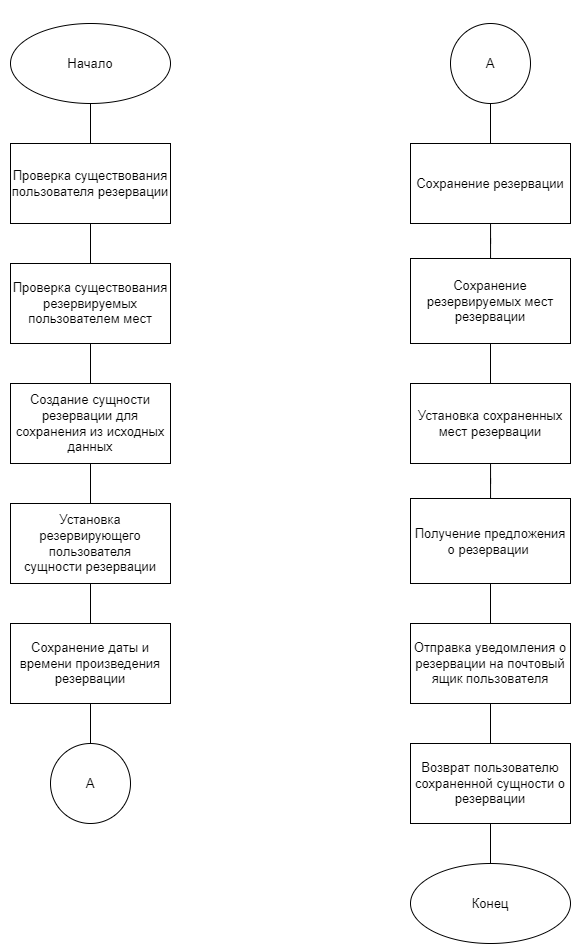 Начало
Проверка существования
пользователя резервации
Проверка существования
резервируемых
пользователем мест
Создание сущности
резервации для
сохранения из исходных
данных
Установка
резервирующего
пользователя
сущности резервации
Сохранение даты и
времени произведения
резервации
А
А
Сохранение резервации
Сохранение
резервируемых мест
резервации
Установка сохраненных
мест резервации
Получение предложения
о резервации
Отправка уведомления о
резервации на почтовый
ящик пользователя
Возврат пользователю
сохраненной сущности о
резервации
Конец